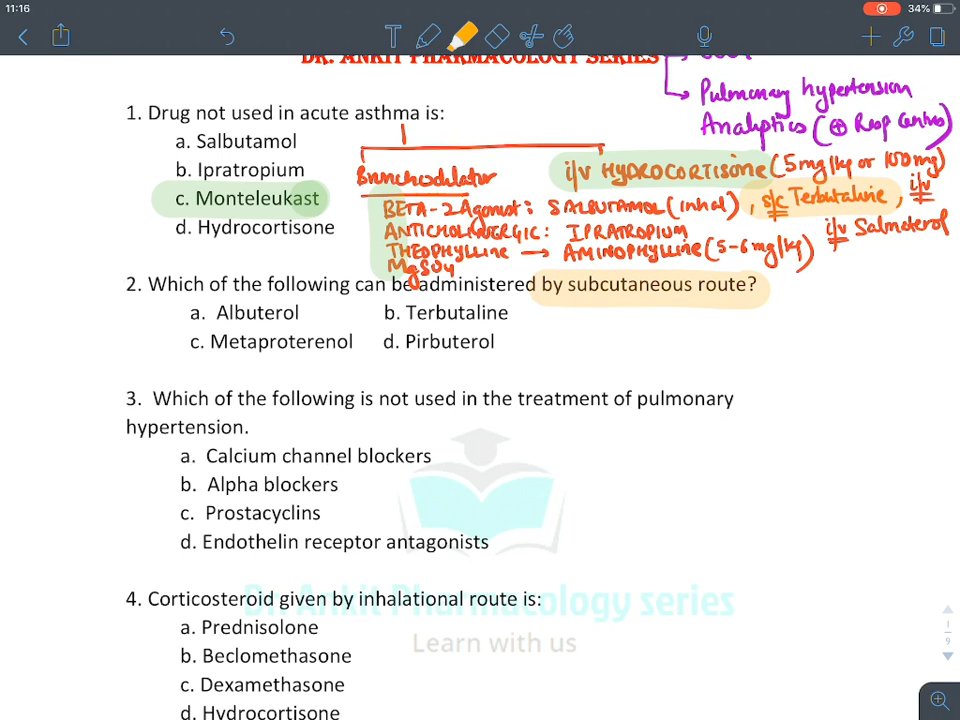 11:16
34%
DR. ANKIT PHARMACOLOGY SERIES
Pulmonary hypertension
Analeptics (+ Resp Centres)
1. Drug not used in acute asthma is:
a. Salbutamol
b. Ipratropium
c. Monteleukast
d. Hydrocortisone
Bronchodilator
i/v HYDROCORTISONE (5mg/kg or 100mg)
BETA-2 Agonist: SALBUTAMOL (inhal), s/c Terbutaline, i/v
i/v Salmeterol
ANTICHOLINERGIC: IPRATROPIUM
THEOPHYLLINE → AMINOPHYLLINE (5-6mg/kg)
MgSO4
2. Which of the following can be administered by subcutaneous route?
a. Albuterol b. Terbutaline
c. Metaproterenol d. Pirbuterol
3. Which of the following is not used in the treatment of pulmonary
hypertension.
a. Calcium channel blockers
b. Alpha blockers
c. Prostacyclins
d. Endothelin receptor antagonists
4. Corticosteroid given by inhalational route is:
a. Prednisolone
b. Beclomethasone
c. Dexamethasone
d. Hydrocortisone
Dr Ankit Pharmacology series
Learn with us
1
9